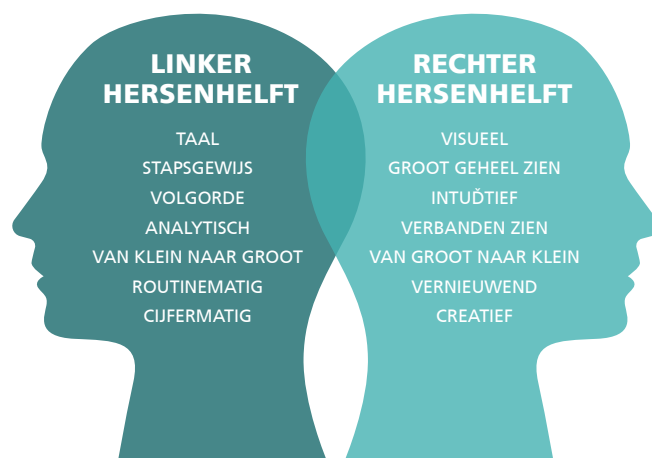 LINKER
HERSENHELFT
TAAL
STAPSGEWIJS
VOLGORDE
ANALYTISCH
VAN KLEIN NAAR GROOT
ROUTINEMATIG
CIJFERMATIG
RECHTER
HERSENHELFT
VISUEEL
GROOT GEHEEL ZIEN
INTUĎTIEF
VERBANDEN ZIEN
VAN GROOT NAAR KLEIN
VERNIEUWEND
CREATIEF